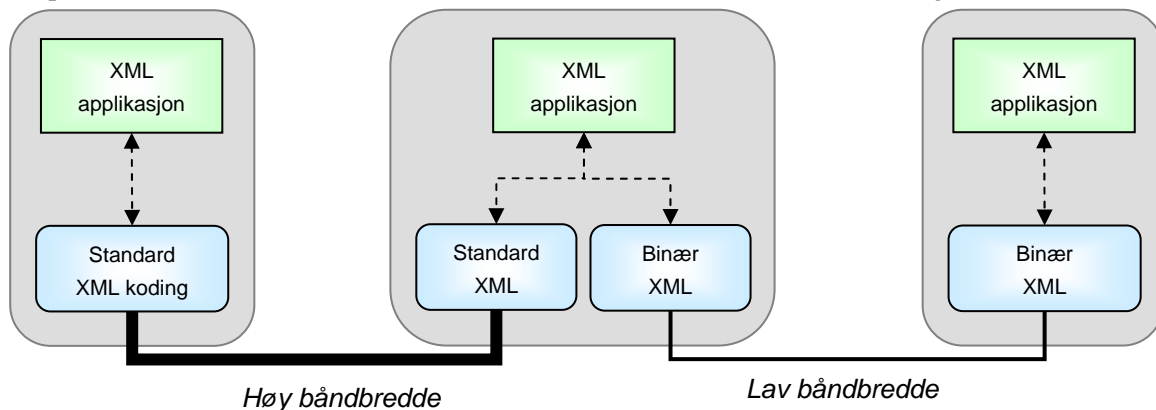 XML
applikasjon
Standard
XML koding
XML
applikasjon
Standard
XML
Binær
XML
XML
applikasjon
Binær
XML
Høy båndbredde
Lav båndbredde